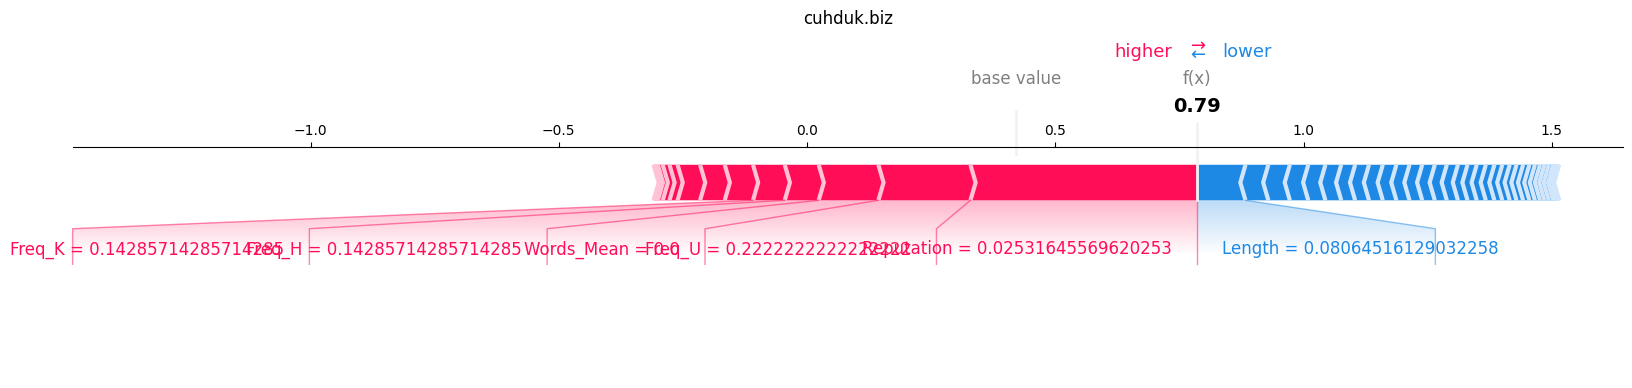 cuhduk.biz
higher → ← lower
base value f(x)
0.79
−1.0 −0.5 0.0 0.5 1.0 1.5
Freq_K = 0.14285714285714285 Freq_H = 0.14285714285714285 Words_Mean = 0.0 Freq_U = 0.2222222222222222 Reputation = 0.02531645569620253 Length = 0.08064516129032258